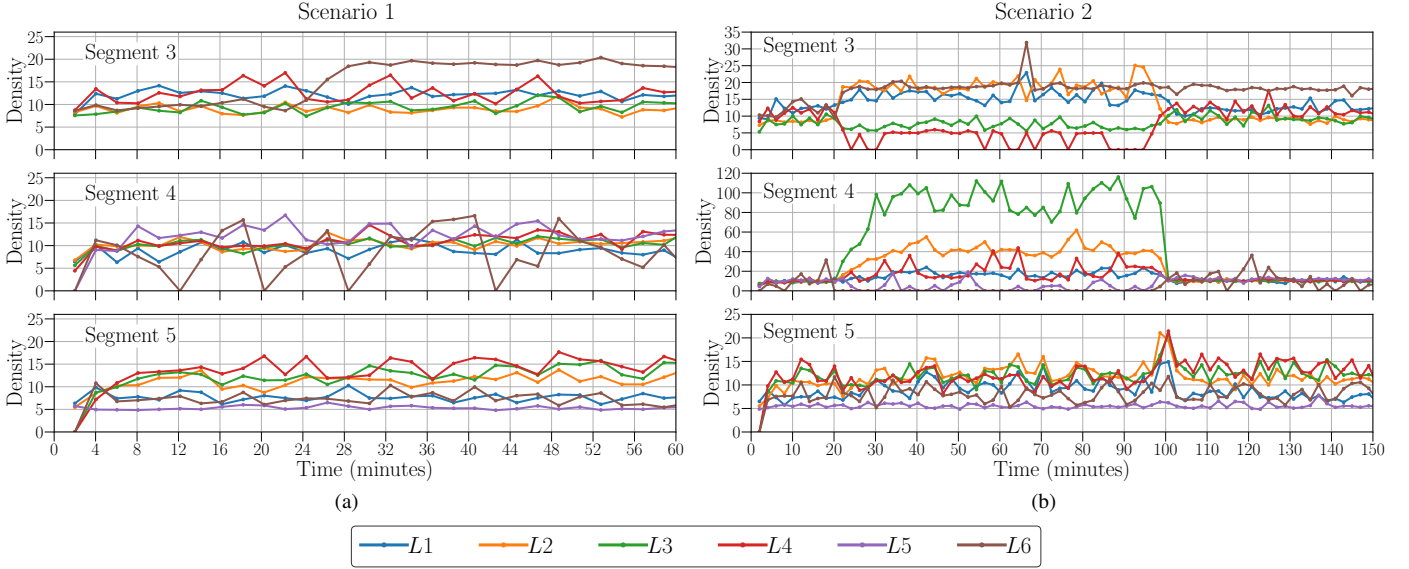 Scenario 1
Density
25
20
15
10
5
0
Segment 3
Density
25
20
15
10
5
0
Segment 4
Density
25
20
15
10
5
0
Segment 5
0 4 8 12 16 20 24 28 32 36 40 44 48 52 56 60
Time (minutes)
(a)
Scenario 2
Density
35
30
25
20
15
10
5
0
Segment 3
Density
120
100
80
60
40
20
0
Segment 4
Density
25
20
15
10
5
0
Segment 5
0 10 20 30 40 50 60 70 80 90 100 110 120 130 140 150
Time (minutes)
(b)
L1 L2 L3 L4 L5 L6